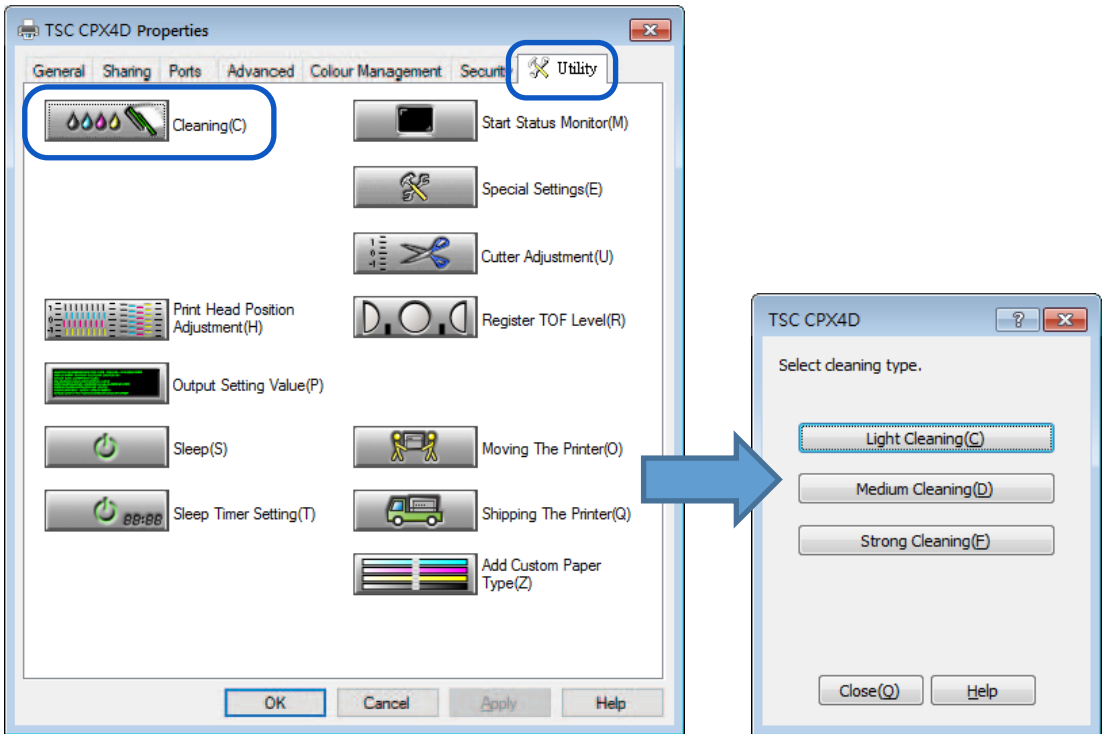 TSC CPX4D Properties
General Sharing Ports Advanced Colour Management Security Utility
Cleaning(C)
Start Status Monitor(M)
Special Settings(E)
Cutter Adjustment(U)
Print Head Position
Adjustment(H)
Register TOF Level(R)
Output Setting Value(P)
Sleep(S)
Moving The Printer(O)
Sleep Timer Setting(T)
Shipping The Printer(Q)
Add Custom Paper
Type(Z)
OK Cancel Apply Help
TSC CPX4D
Select cleaning type.
Light Cleaning(C)
Medium Cleaning(D)
Strong Cleaning(F)
Close(Q) Help